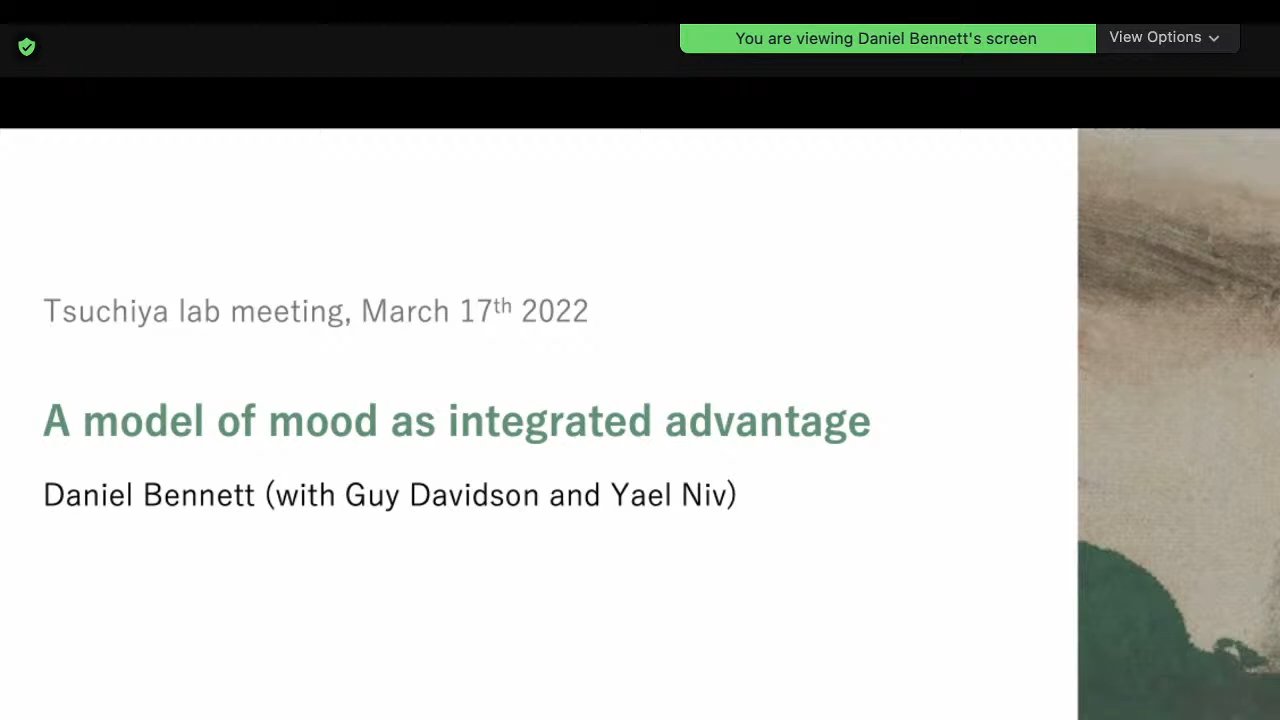 You are viewing Daniel Bennett's screen
View Options
Tsuchiya lab meeting, March 17th 2022
A model of mood as integrated advantage
Daniel Bennett (with Guy Davidson and Yael Niv)